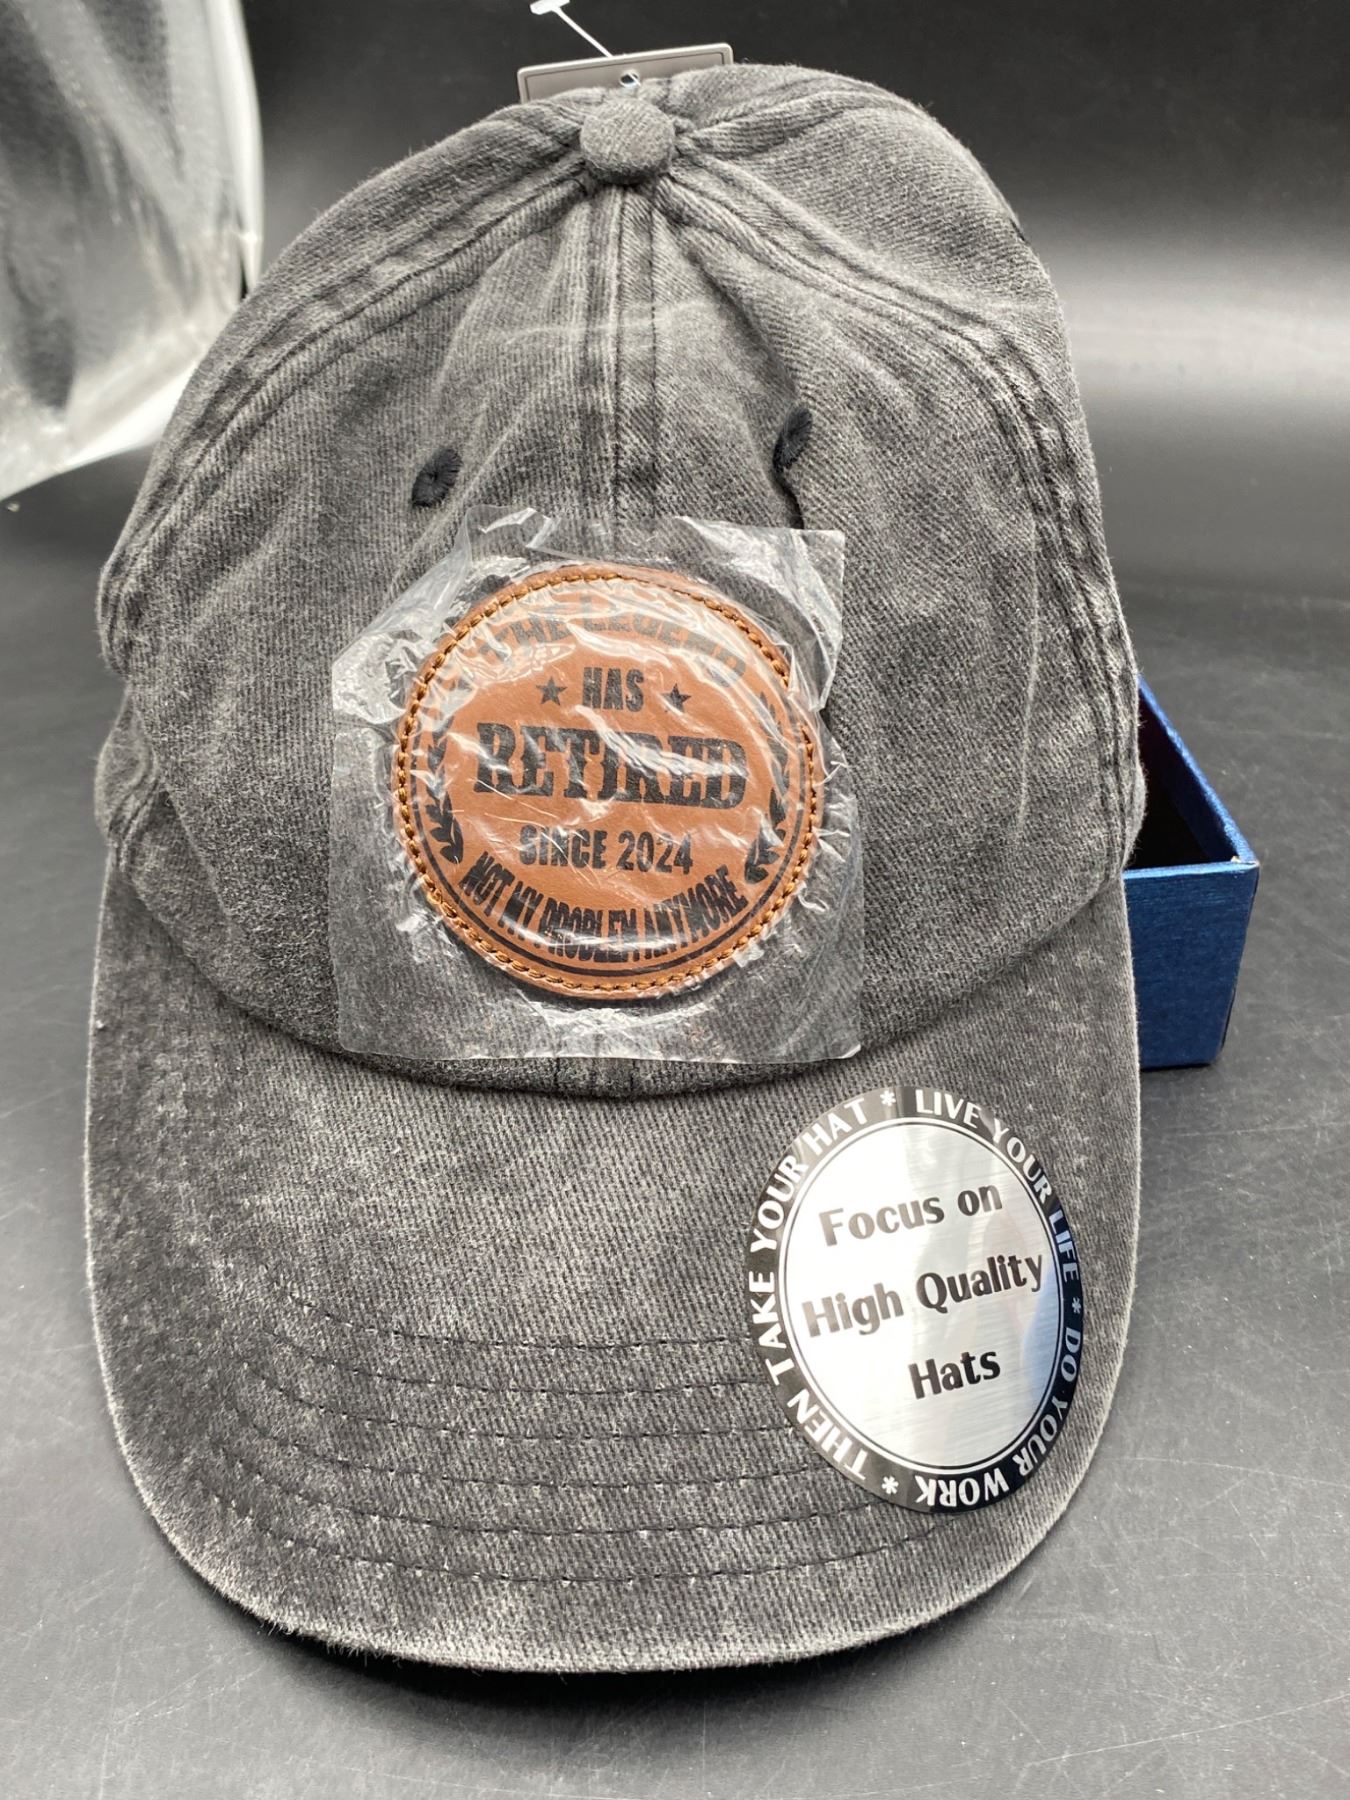 THE LEGEND
HAS
RETIRED
SINCE 2024
NOT MY PROBLEM ANYMORE
LIVE YOUR LIFE * DO YOUR WORK * THEN TAKE YOUR HAT *
Focus on
High Quality
Hats